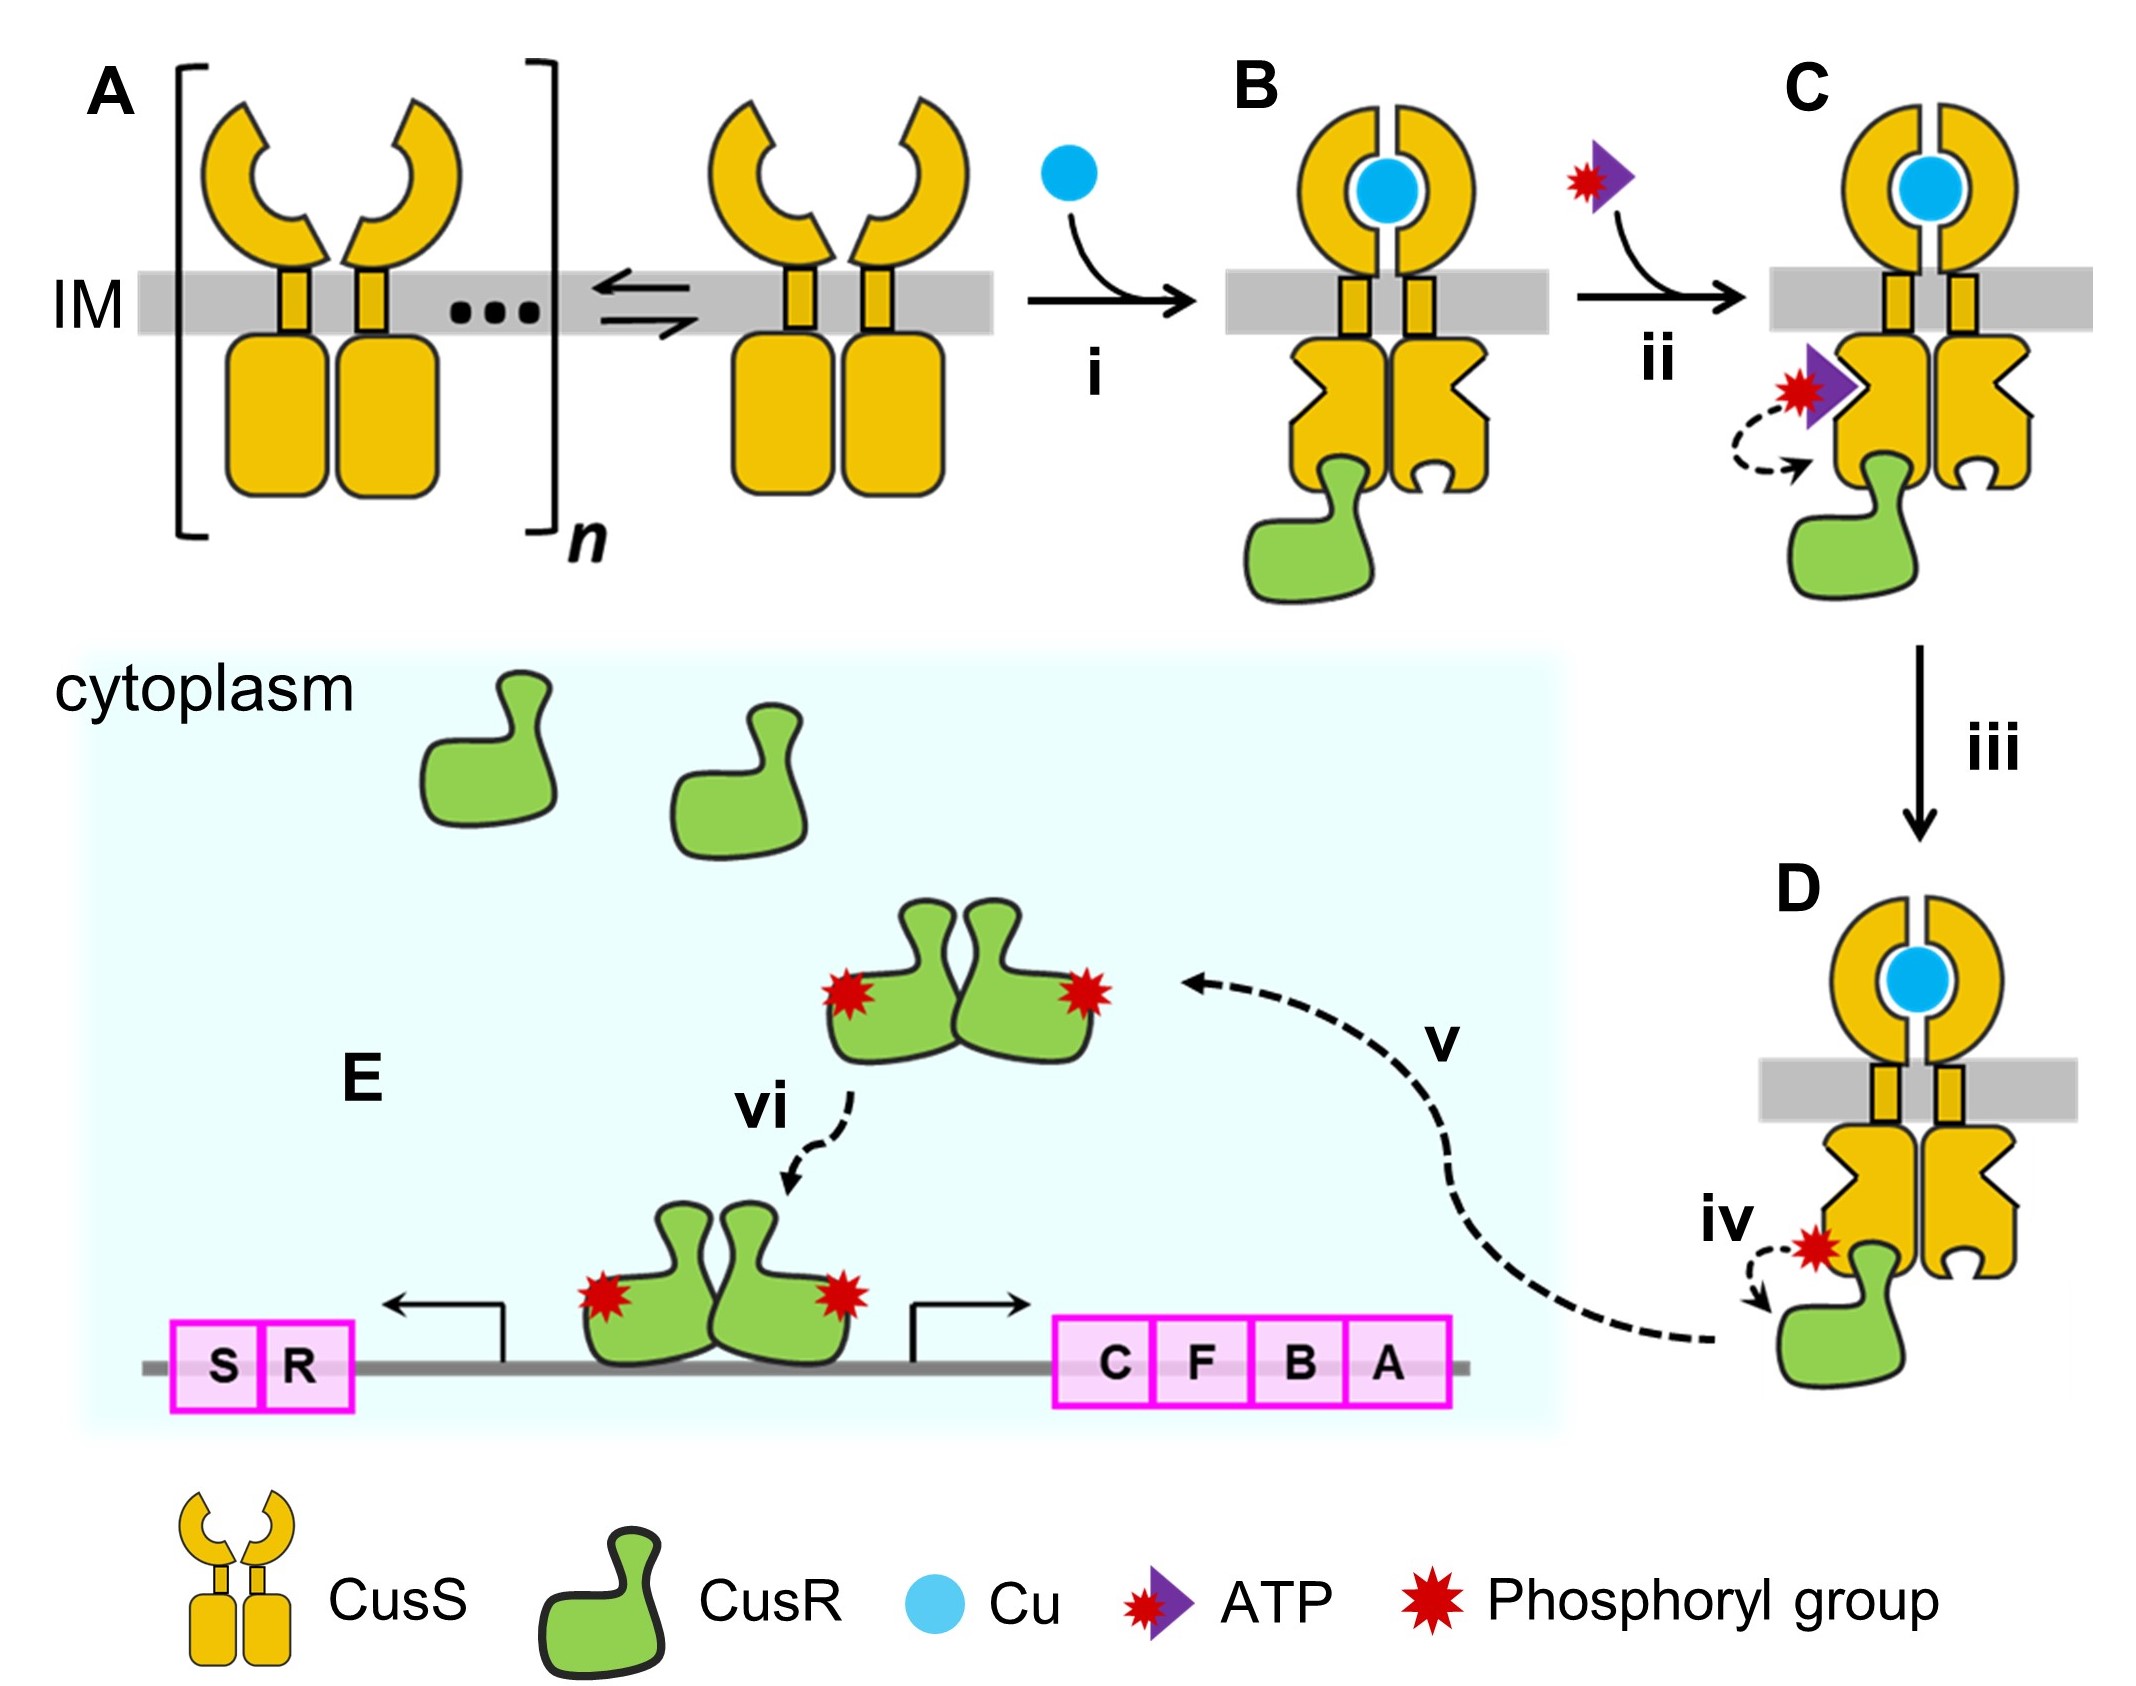 A
B
C
IM
n
i
ii
cytoplasm
iii
D
E
v
vi
iv
S R
C F B A
CusS
CusR
Cu
ATP
Phosphoryl group